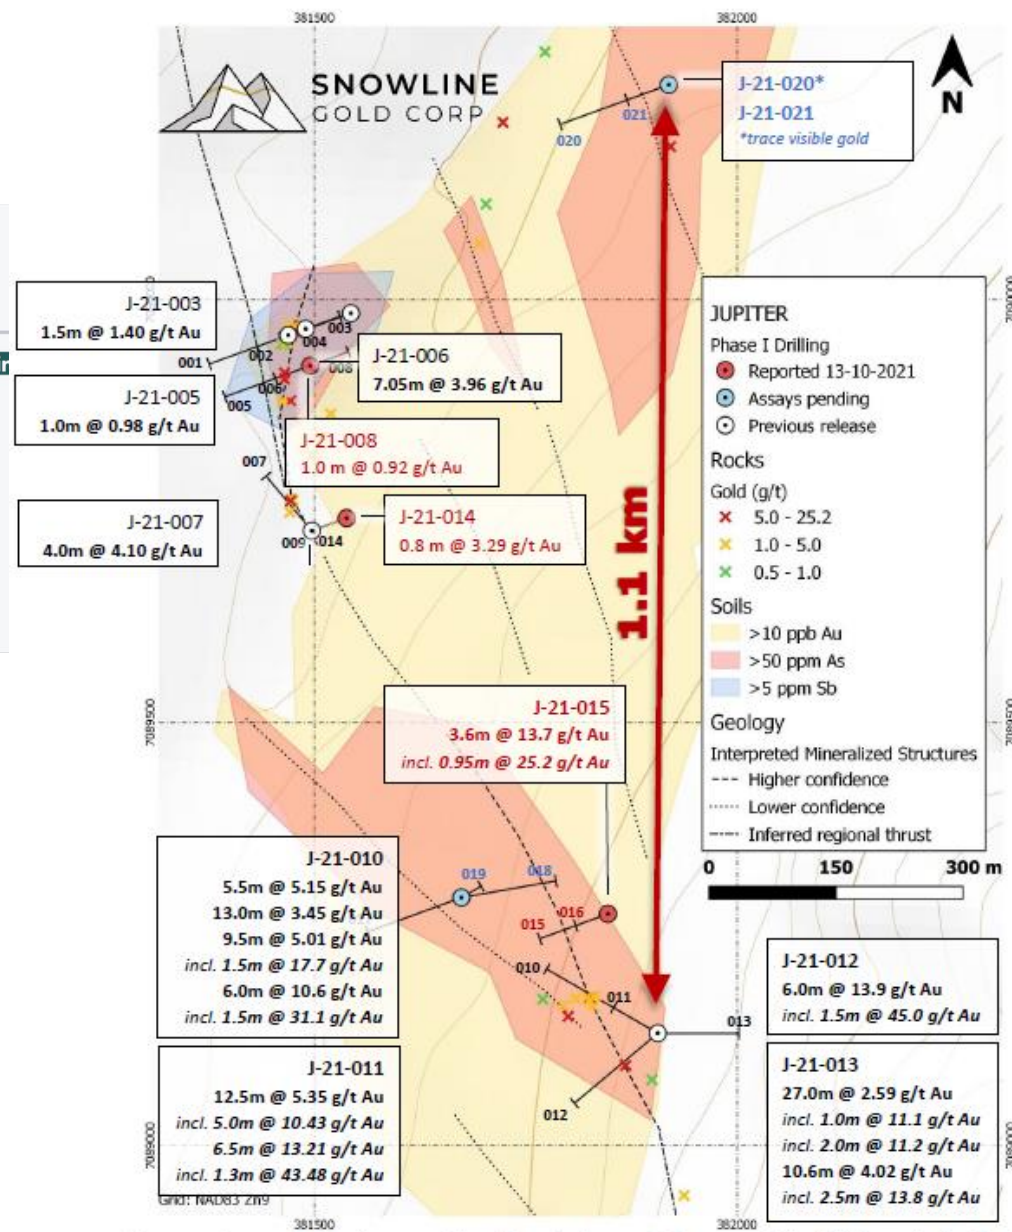 381500
382000
SNOWLINE
GOLD CORP
N
J-21-020*
J-21-021
*trace visible gold
021
020
J-21-003
1.5m @ 1.40 g/t Au
003
004
002
001
008
006
005
J-21-006
7.05m @ 3.96 g/t Au
J-21-005
1.0m @ 0.98 g/t Au
J-21-008
1.0 m @ 0.92 g/t Au
007
J-21-007
4.0m @ 4.10 g/t Au
J-21-014
0.8 m @ 3.29 g/t Au
009
014
1.1 km
JUPITER
Phase I Drilling
Reported 13-10-2021
Assays pending
Previous release
Rocks
Gold (g/t)
5.0 - 25.2
1.0 - 5.0
0.5 - 1.0
Soils
>10 ppb Au
>50 ppm As
>5 ppm Sb
Geology
Interpreted Mineralized Structures
Higher confidence
Lower confidence
Inferred regional thrust
0 150 300 m
7089500
J-21-015
3.6m @ 13.7 g/t Au
incl. 0.95m @ 25.2 g/t Au
019
018
015
016
010
011
013
012
J-21-010
5.5m @ 5.15 g/t Au
13.0m @ 3.45 g/t Au
9.5m @ 5.01 g/t Au
incl. 1.5m @ 17.7 g/t Au
6.0m @ 10.6 g/t Au
incl. 1.5m @ 31.1 g/t Au
J-21-011
12.5m @ 5.35 g/t Au
incl. 5.0m @ 10.43 g/t Au
6.5m @ 13.21 g/t Au
incl. 1.3m @ 43.48 g/t Au
J-21-012
6.0m @ 13.9 g/t Au
incl. 1.5m @ 45.0 g/t Au
J-21-013
27.0m @ 2.59 g/t Au
incl. 1.0m @ 11.1 g/t Au
incl. 2.0m @ 11.2 g/t Au
10.6m @ 4.02 g/t Au
incl. 2.5m @ 13.8 g/t Au
7089000
7089000
Grid: NAD83 Zn9
381500
382000